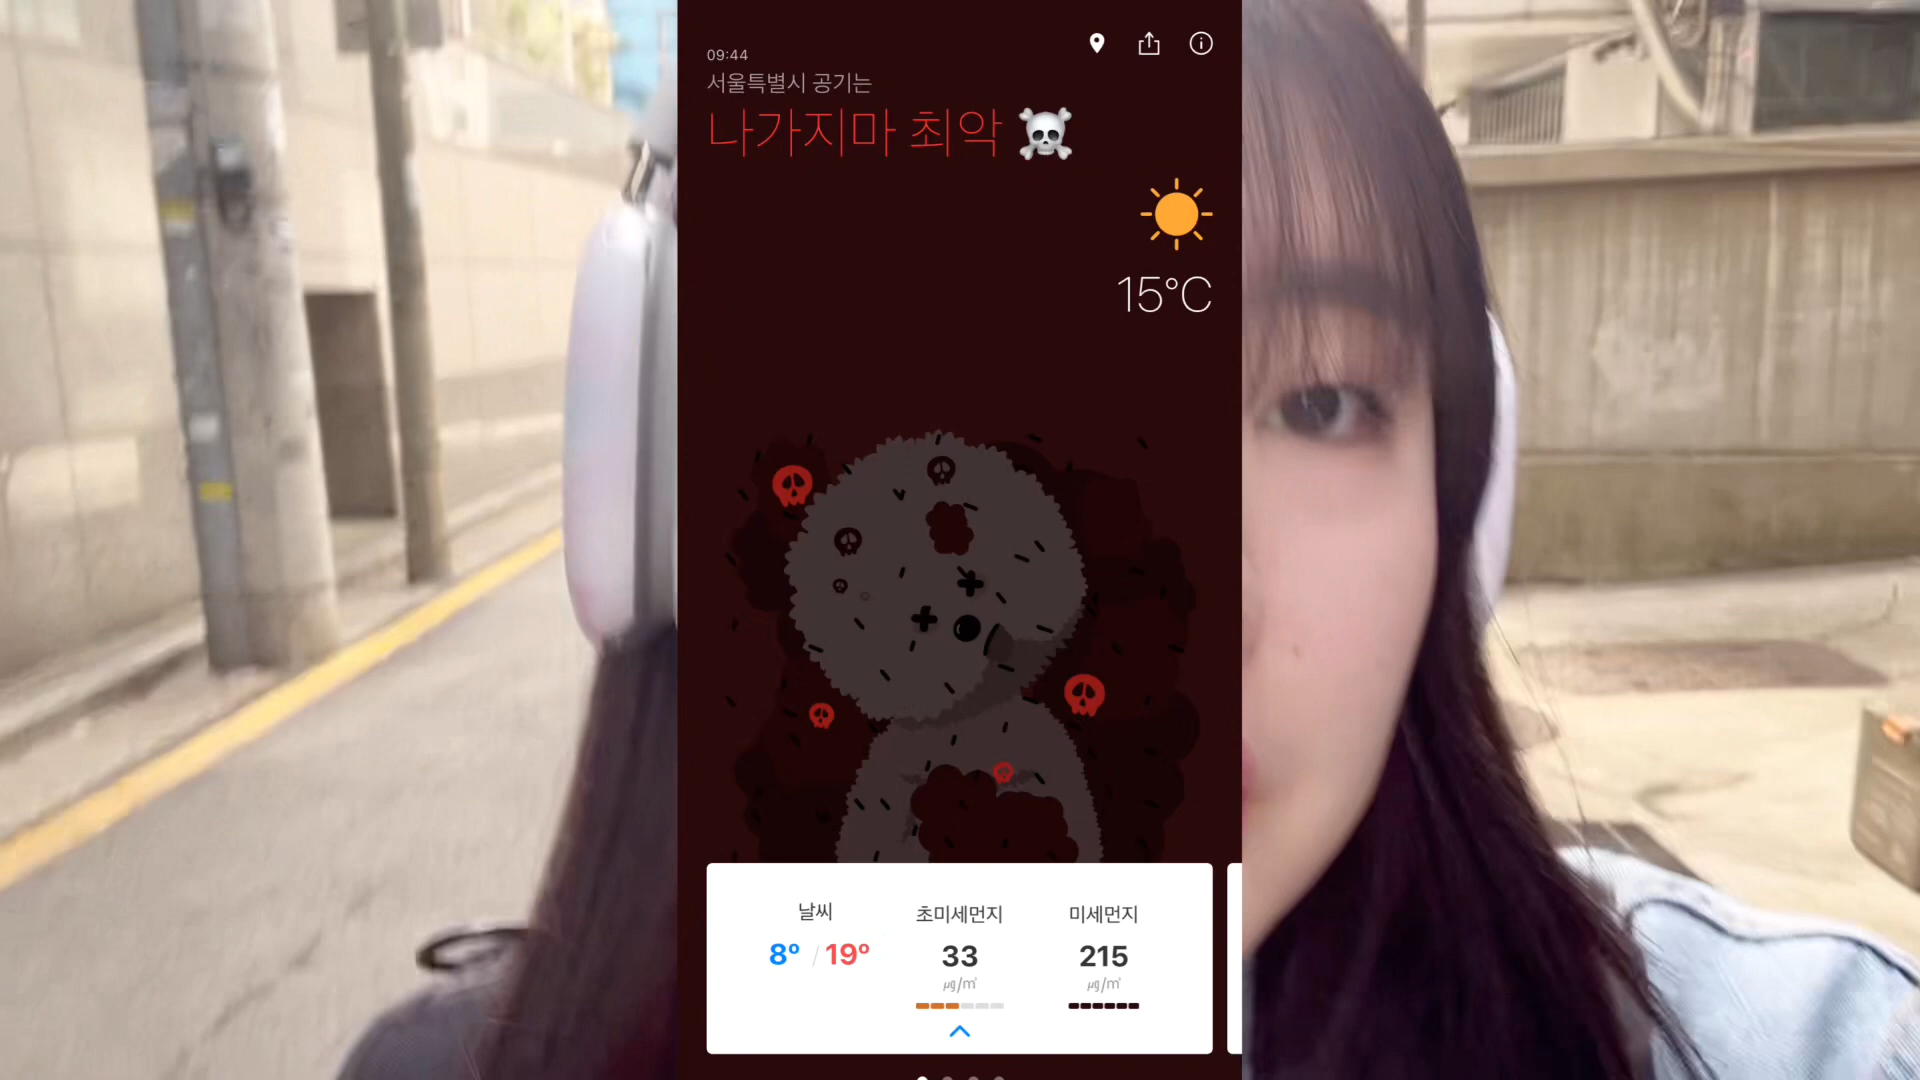 09:44
서울특별시 공기는
나가지마 최악 ☠️
15°C
날씨
8° / 19°
초미세먼지
33
㎍/㎥
미세먼지
215
㎍/㎥